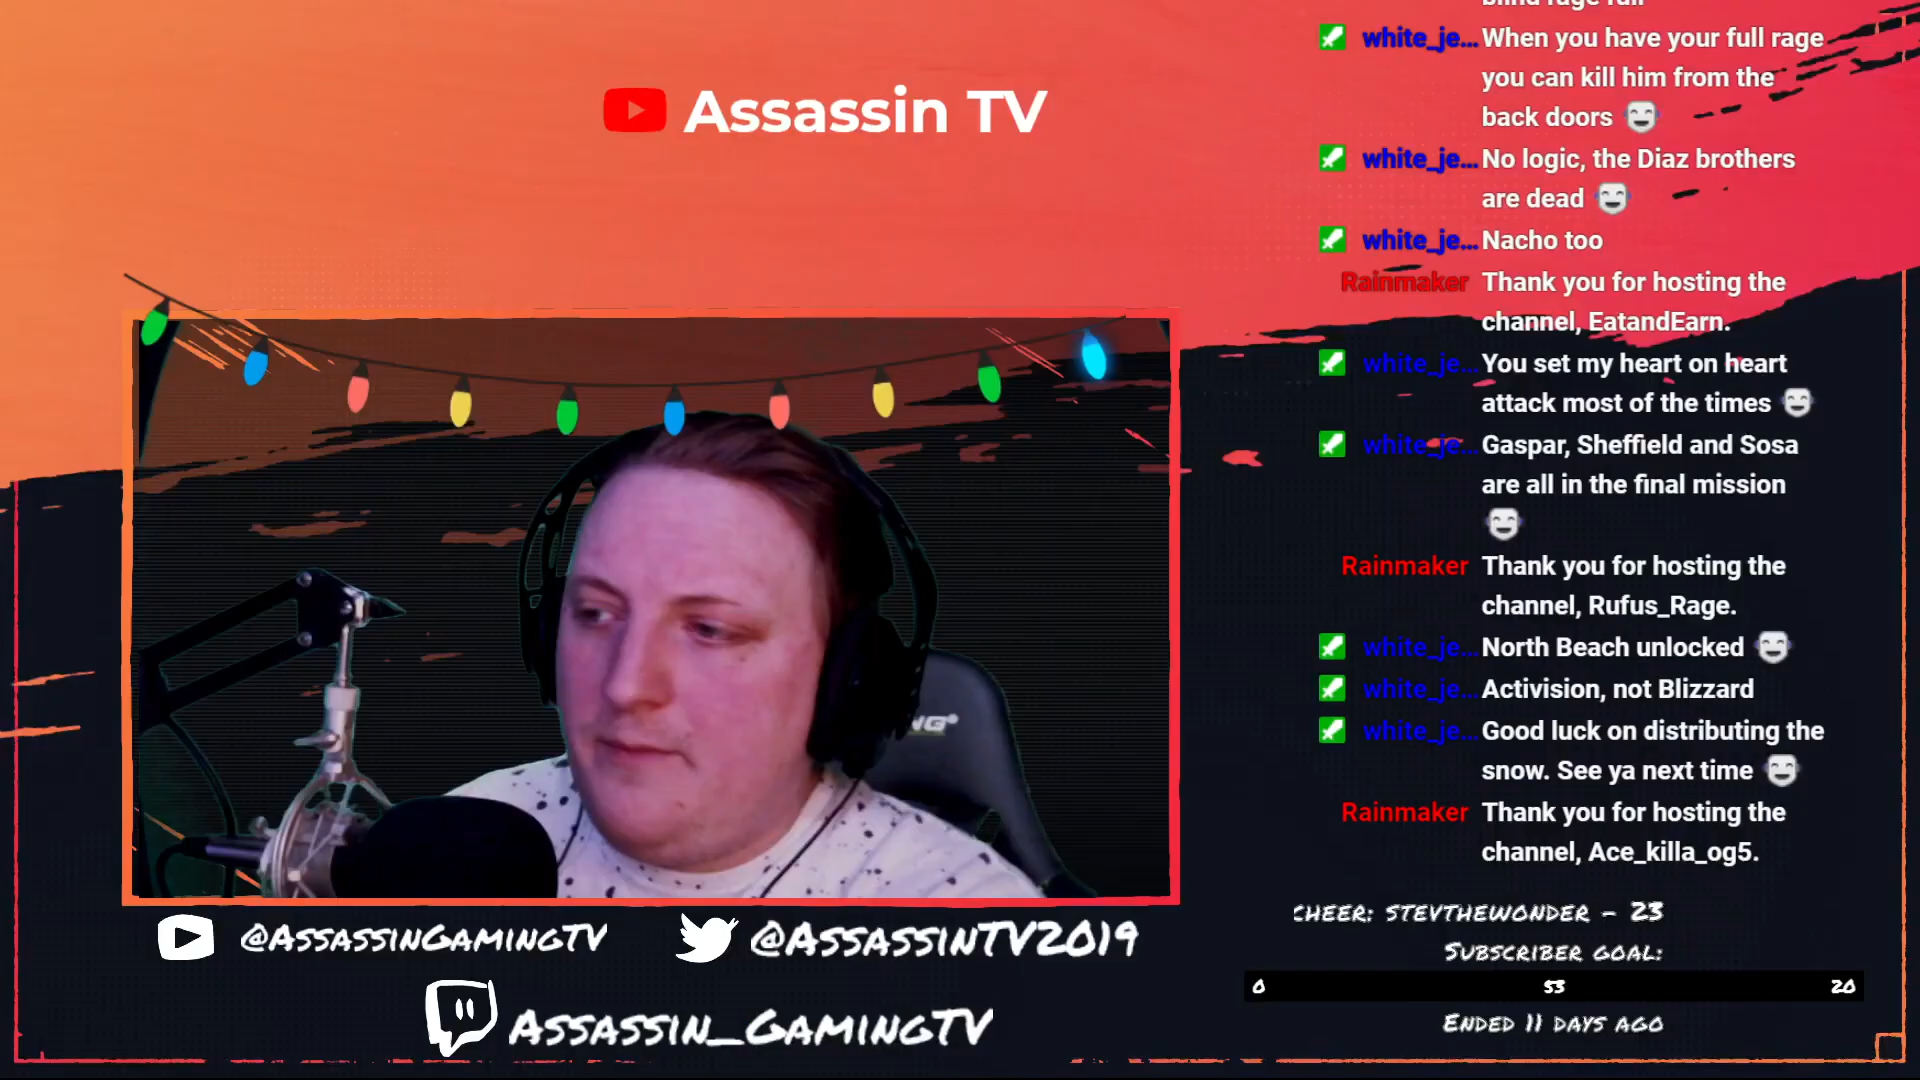 Assassin TV
blind rage full
white_je... When you have your full rage
you can kill him from the
back doors
white_je... No logic, the Diaz brothers
are dead
white_je... Nacho too
Rainmaker Thank you for hosting the
channel, EatandEarn.
white_je... You set my heart on heart
attack most of the times
white_je... Gaspar, Sheffield and Sosa
are all in the final mission
Rainmaker Thank you for hosting the
channel, Rufus_Rage.
white_je... North Beach unlocked
white_je... Activision, not Blizzard
white_je... Good luck on distributing the
snow. See ya next time
Rainmaker Thank you for hosting the
channel, Ace_killa_og5.
CHEER: STEVTHEWONDER - 23
SUBSCRIBER GOAL:
0 53 20
ENDED 11 DAYS AGO
@ASSASSINGAMINGTV
@ASSASSINTV2019
ASSASSIN_GAMINGTV